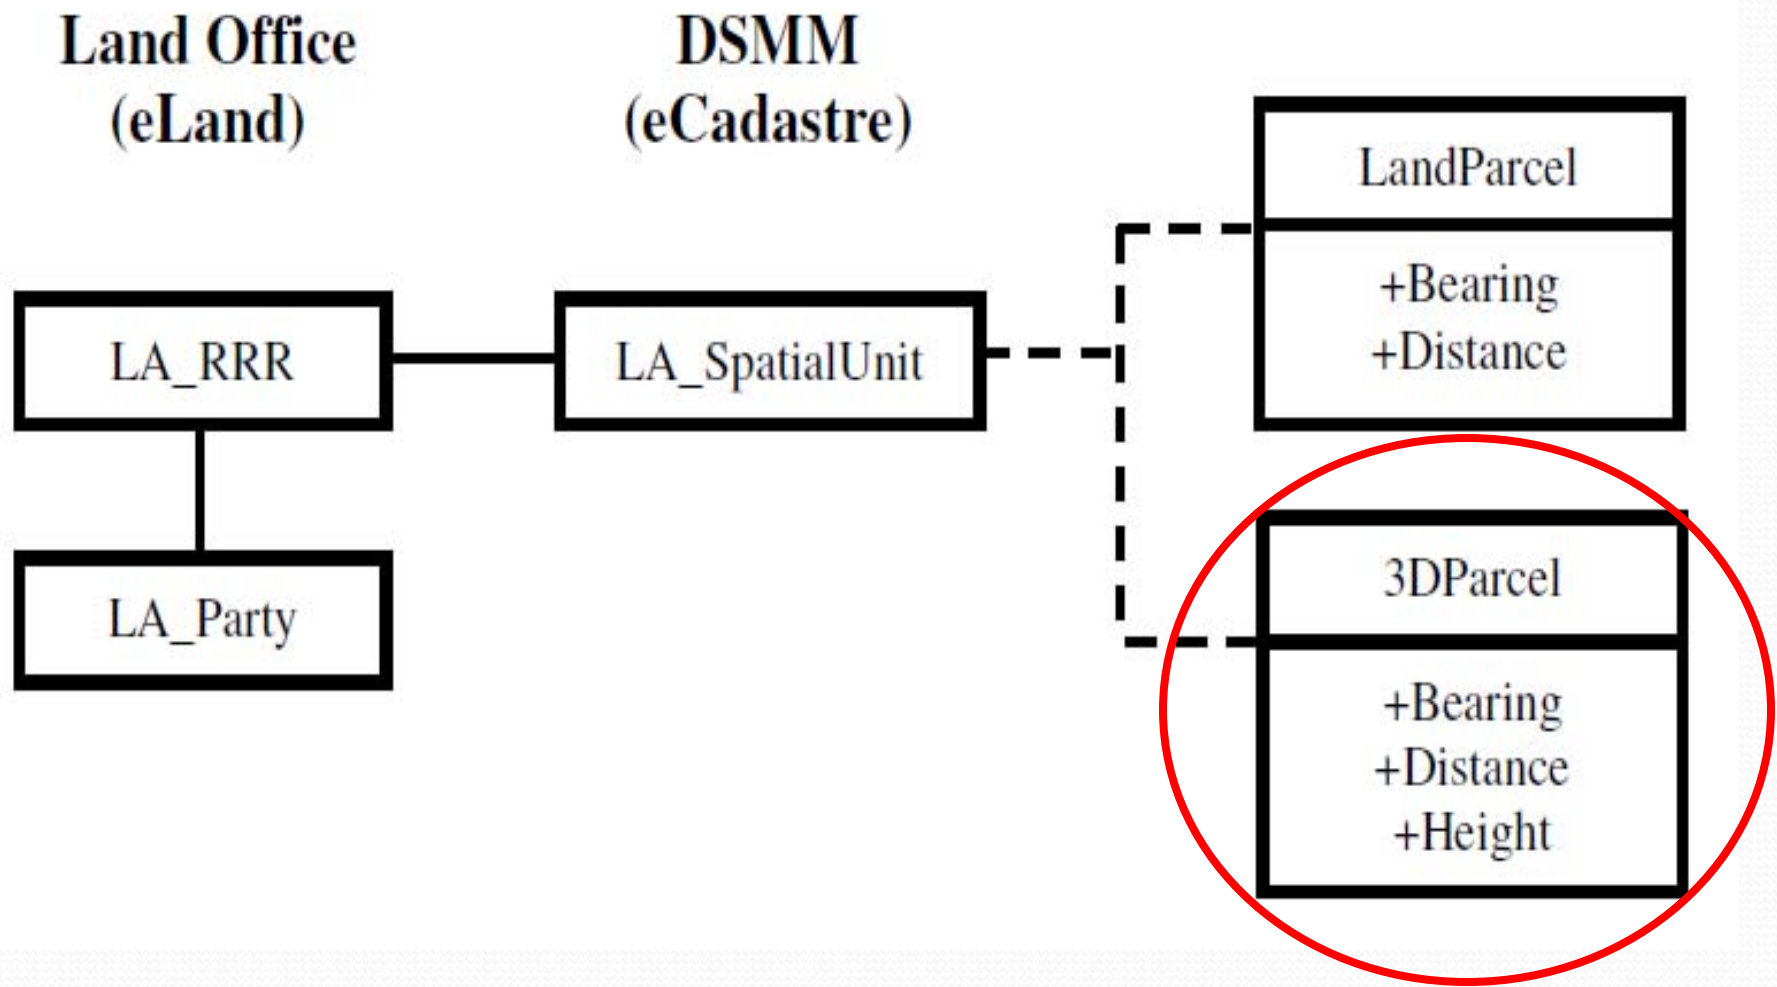 Land Office
(eLand)
DSMM
(eCadastre)
LandParcel
+Bearing
+Distance
LA_RRR
LA_SpatialUnit
LA_Party
3DParcel
+Bearing
+Distance
+Height